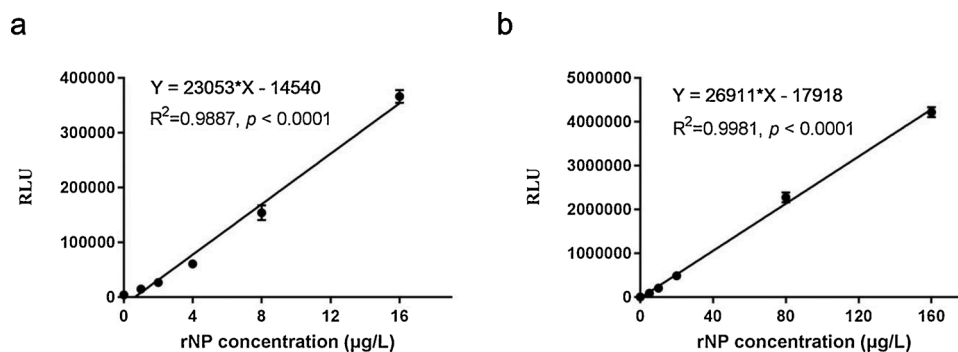 a
Y = 23053*X - 14540
R²=0.9887, p < 0.0001
400000
300000
200000
100000
0
RLU
0 4 8 12 16
rNP concentration (µg/L)
b
Y = 26911*X - 17918
R²=0.9981, p < 0.0001
5000000
4000000
3000000
2000000
1000000
0
RLU
0 40 80 120 160
rNP concentration (µg/L)